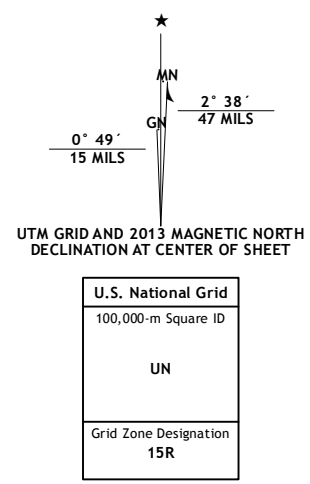 ★
MN
2° 38´
47 MILS
GN
0° 49´
15 MILS
UTM GRID AND 2013 MAGNETIC NORTH
DECLINATION AT CENTER OF SHEET
U.S. National Grid
100,000-m Square ID
UN
Grid Zone Designation
15R